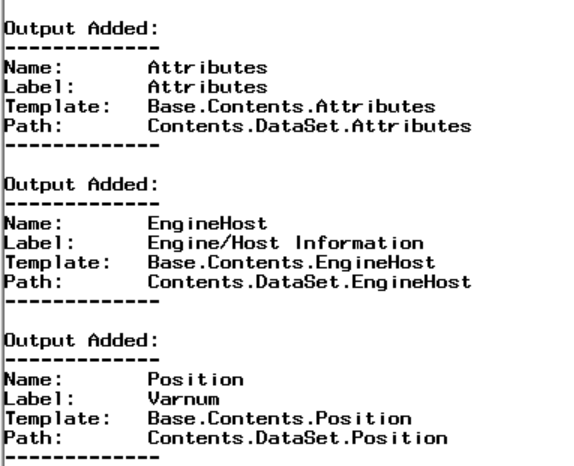 Output Added:
-------------
Name:       Attributes
Label:      Attributes
Template:   Base.Contents.Attributes
Path:       Contents.DataSet.Attributes
-------------
Output Added:
-------------
Name:       EngineHost
Label:      Engine/Host Information
Template:   Base.Contents.EngineHost
Path:       Contents.DataSet.EngineHost
-------------
Output Added:
-------------
Name:       Position
Label:      Varnum
Template:   Base.Contents.Position
Path:       Contents.DataSet.Position
-------------